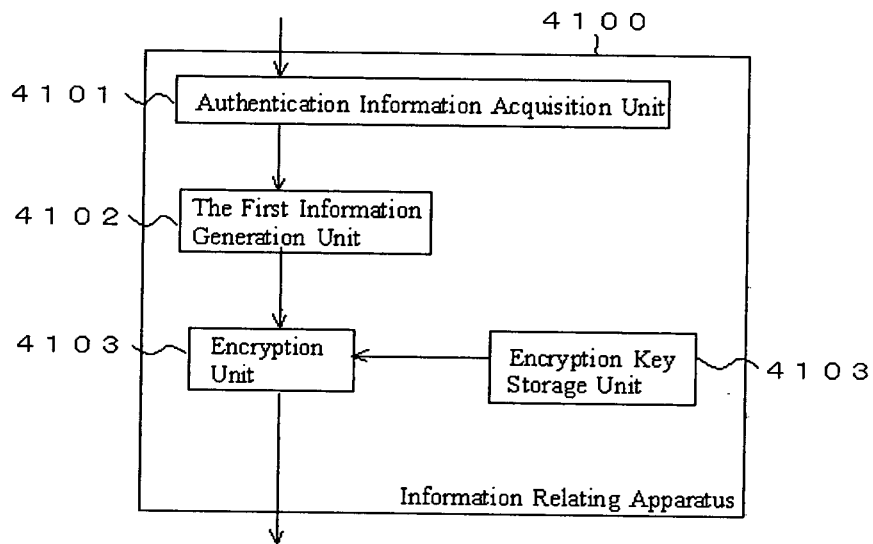 4100
4101
Authentication Information Acquisition Unit
4102
The First Information
Generation Unit
4103
Encryption
Unit
Encryption Key
Storage Unit
4103
Information Relating Apparatus